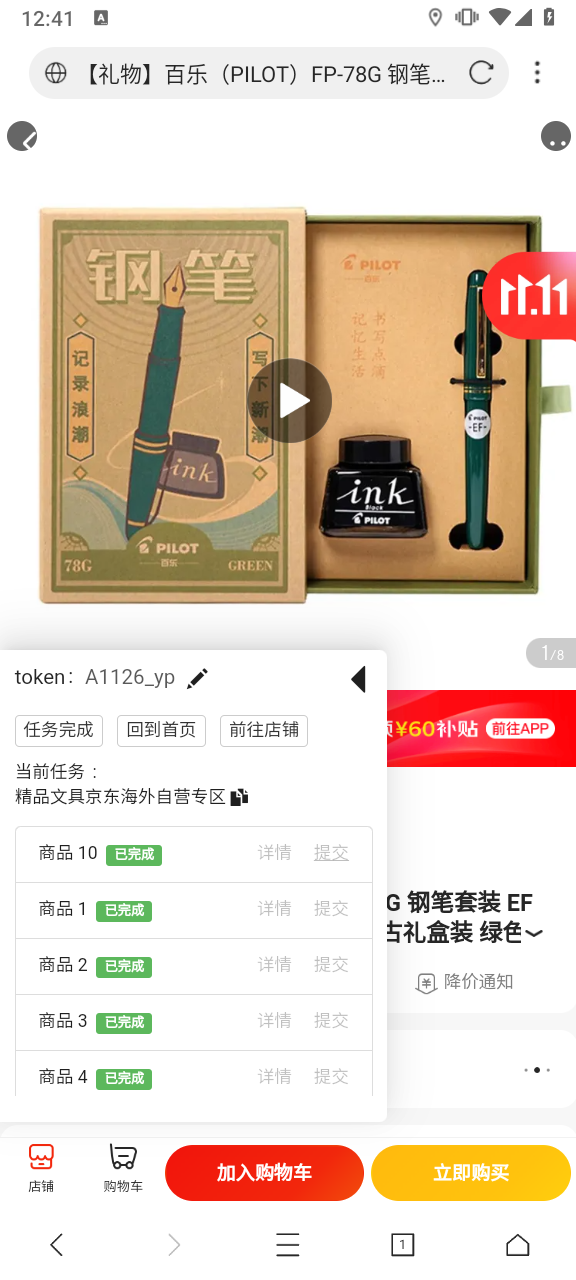 12:41
A
【礼物】百乐（PILOT）FP-78G 钢笔...
钢笔
记录浪潮
写下新潮
ink
PILOT
百乐
78G
GREEN
PILOT
百乐
书写点滴
记忆生活
ink
Black
PILOT
PILOT
-EF-
11.11
1/8
token： A1126_yp
任务完成
回到首页
前往店铺
¥60补贴 前往APP
当前任务：
精品文具京东海外自营专区
商品 10 已完成 详情 提交
商品 1 已完成 详情 提交
商品 2 已完成 详情 提交
商品 3 已完成 详情 提交
商品 4 已完成 详情 提交
G 钢笔套装 EF
古礼盒装 绿色
降价通知
店铺
购物车
加入购物车
立即购买
1